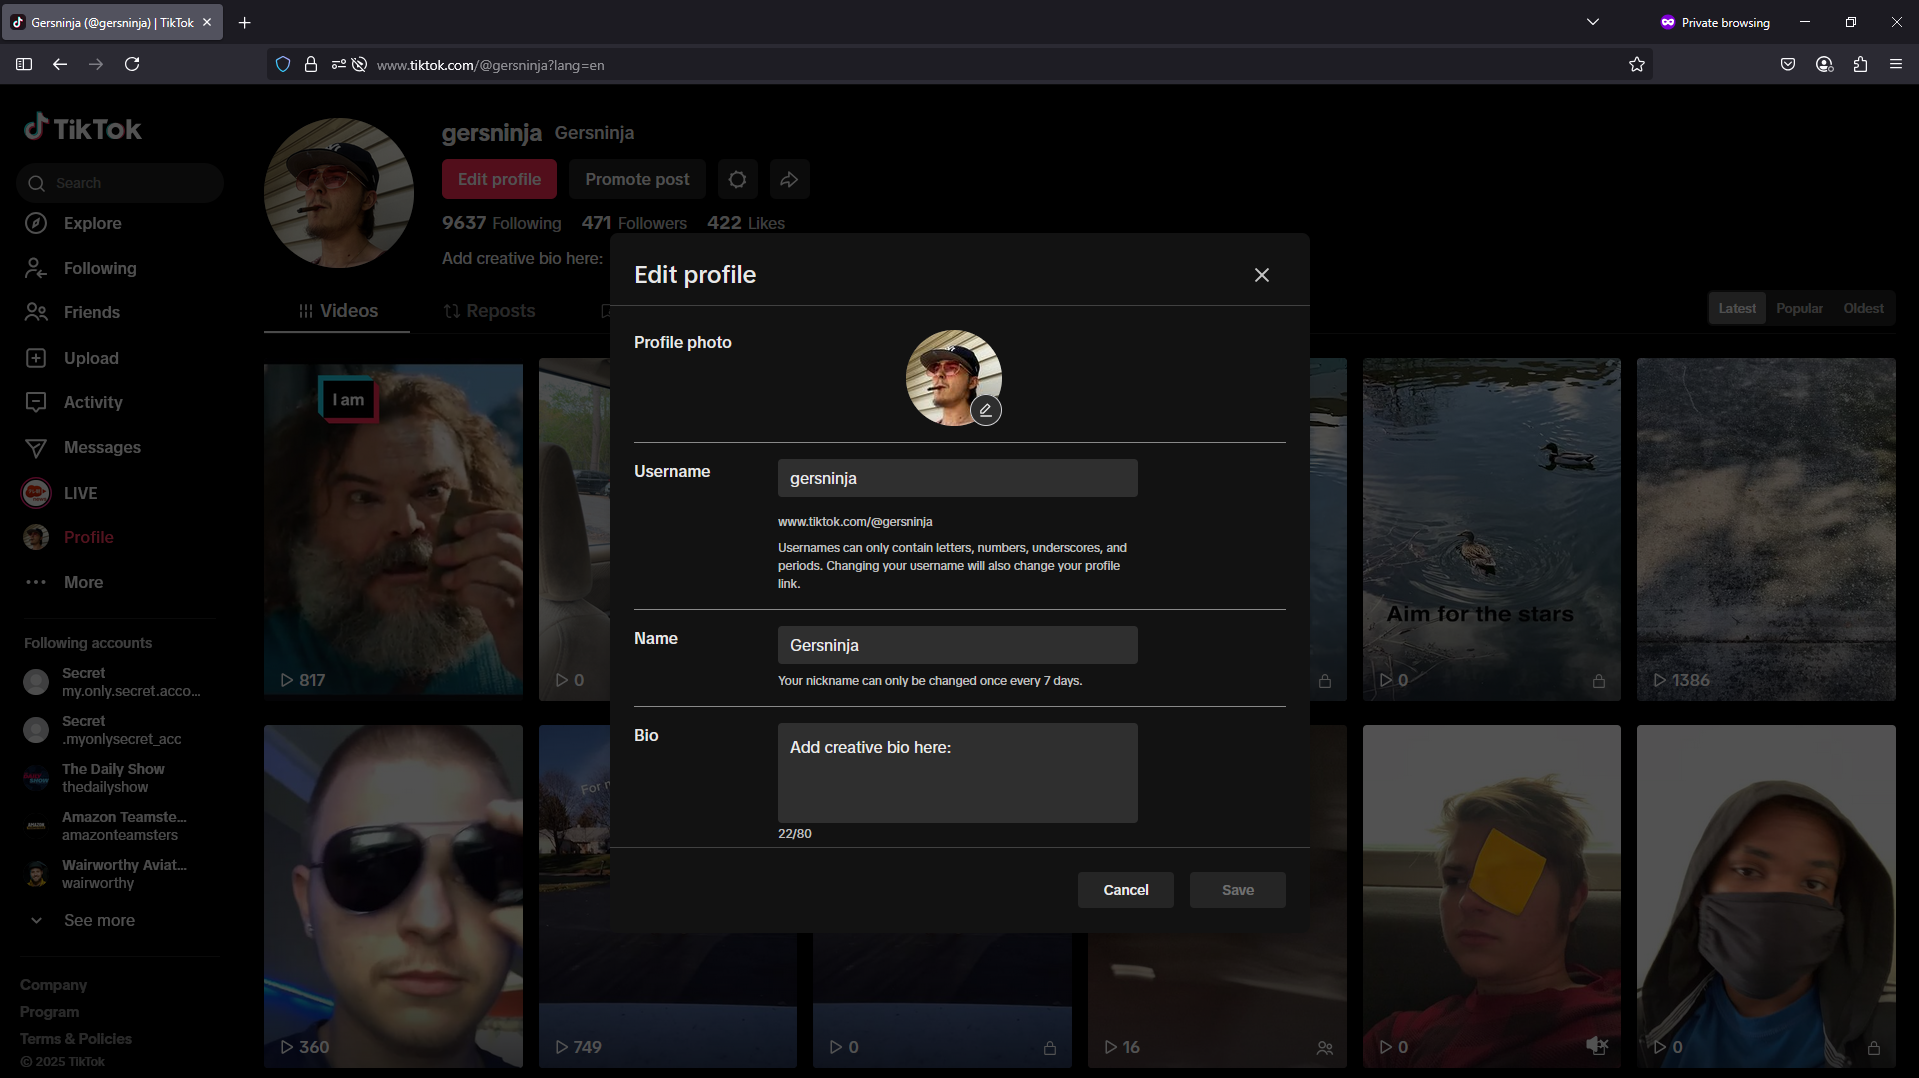 Gersninja (@gersninja) | TikTok
Private browsing
www.tiktok.com/@gersninja?lang=en
TikTok
Search
Explore
Following
Friends
Upload
Activity
Messages
LIVE
Profile
More
Following accounts
Secret
my.only.secret.acco...
Secret
.myonlysecret_acc
The Daily Show
thedailyshow
Amazon Teamste...
amazonteamsters
Wairworthy Aviat...
wairworthy
See more
Company
Program
Terms & Policies
© 2025 TikTok
gersninja Gersninja
Edit profile
Promote post
9637 Following 471 Followers 422 Likes
Add creative bio here:
Videos
Reposts
Latest
Popular
Oldest
I am
817
0
Aim for the stars
0
1386
360
749
0
16
0
0
Edit profile
Profile photo
Username
gersninja
www.tiktok.com/@gersninja
Usernames can only contain letters, numbers, underscores, and
periods. Changing your username will also change your profile
link.
Name
Gersninja
Your nickname can only be changed once every 7 days.
Bio
Add creative bio here:
22/80
Cancel
Save